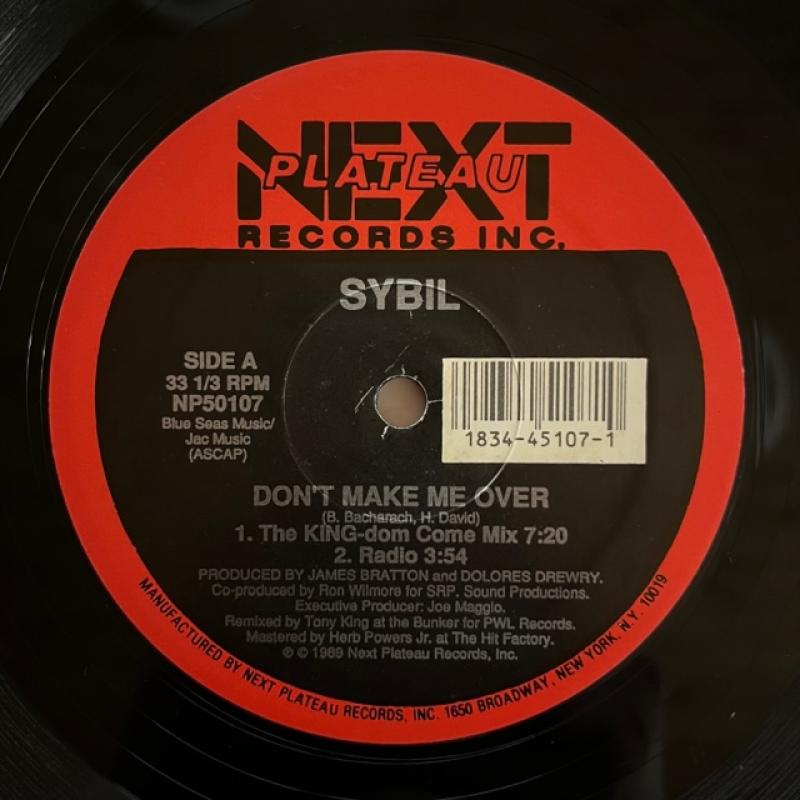 NEXT
PLATEAU
RECORDS INC.
SYBIL
SIDE A
33 1/3 RPM
NP50107
Blue Seas Music/
Jac Music
(ASCAP)
1834-45107-1
DON'T MAKE ME OVER
(B. Bacharach, H. David)
1. The KING-dom Come Mix 7:20
2. Radio 3:54
PRODUCED BY JAMES BRATTON and DOLORES DREWRY.
Co-produced by Ron Wilmore for SRP. Sound Productions.
Executive Producer: Joe Maggio.
Remixed by Tony King at the Bunker for PWL Records.
Mastered by Herb Powers Jr. at The Hit Factory.
℗ © 1989 Next Plateau Records, Inc.
MANUFACTURED BY NEXT PLATEAU RECORDS, INC. 1650 BROADWAY, NEW YORK, N.Y. 10019